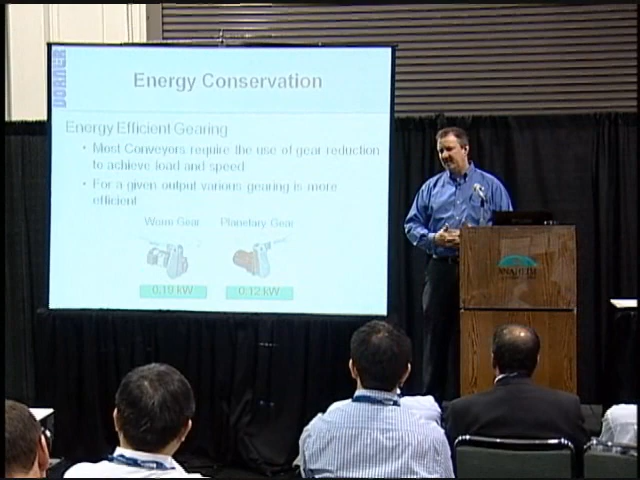 DORNER
Energy Conservation
Energy Efficient Gearing
• Most Conveyors require the use of gear reduction
to achieve load and speed
• For a given output various gearing is more
efficient
Worm Gear Planetary Gear
0.19 kW 0.12 kW
ANAHEIM